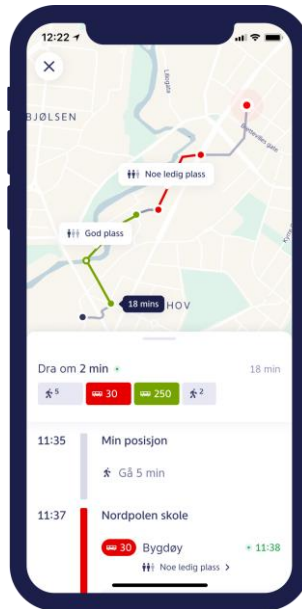 12:22
BJØLSEN
Noe ledig plass
God plass
18 mins
HOV
Dra om 2 min
18 min
5
30
250
2
11:35
Min posisjon
Gå 5 min
11:37
Nordpolen skole
30 Bygdøy
11:38
Noe ledig plass >